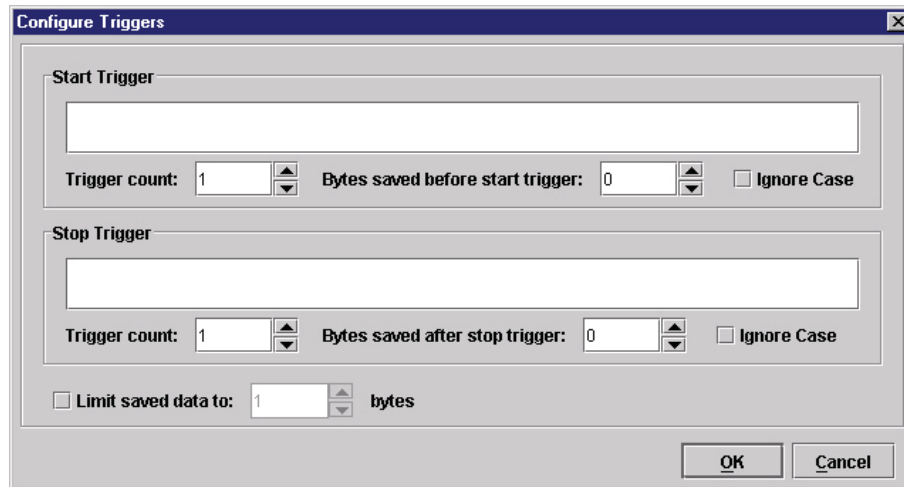 Configure Triggers
Start Trigger
Trigger count: 1 Bytes saved before start trigger: 0 Ignore Case
Stop Trigger
Trigger count: 1 Bytes saved after stop trigger: 0 Ignore Case
Limit saved data to: 1 bytes
OK Cancel